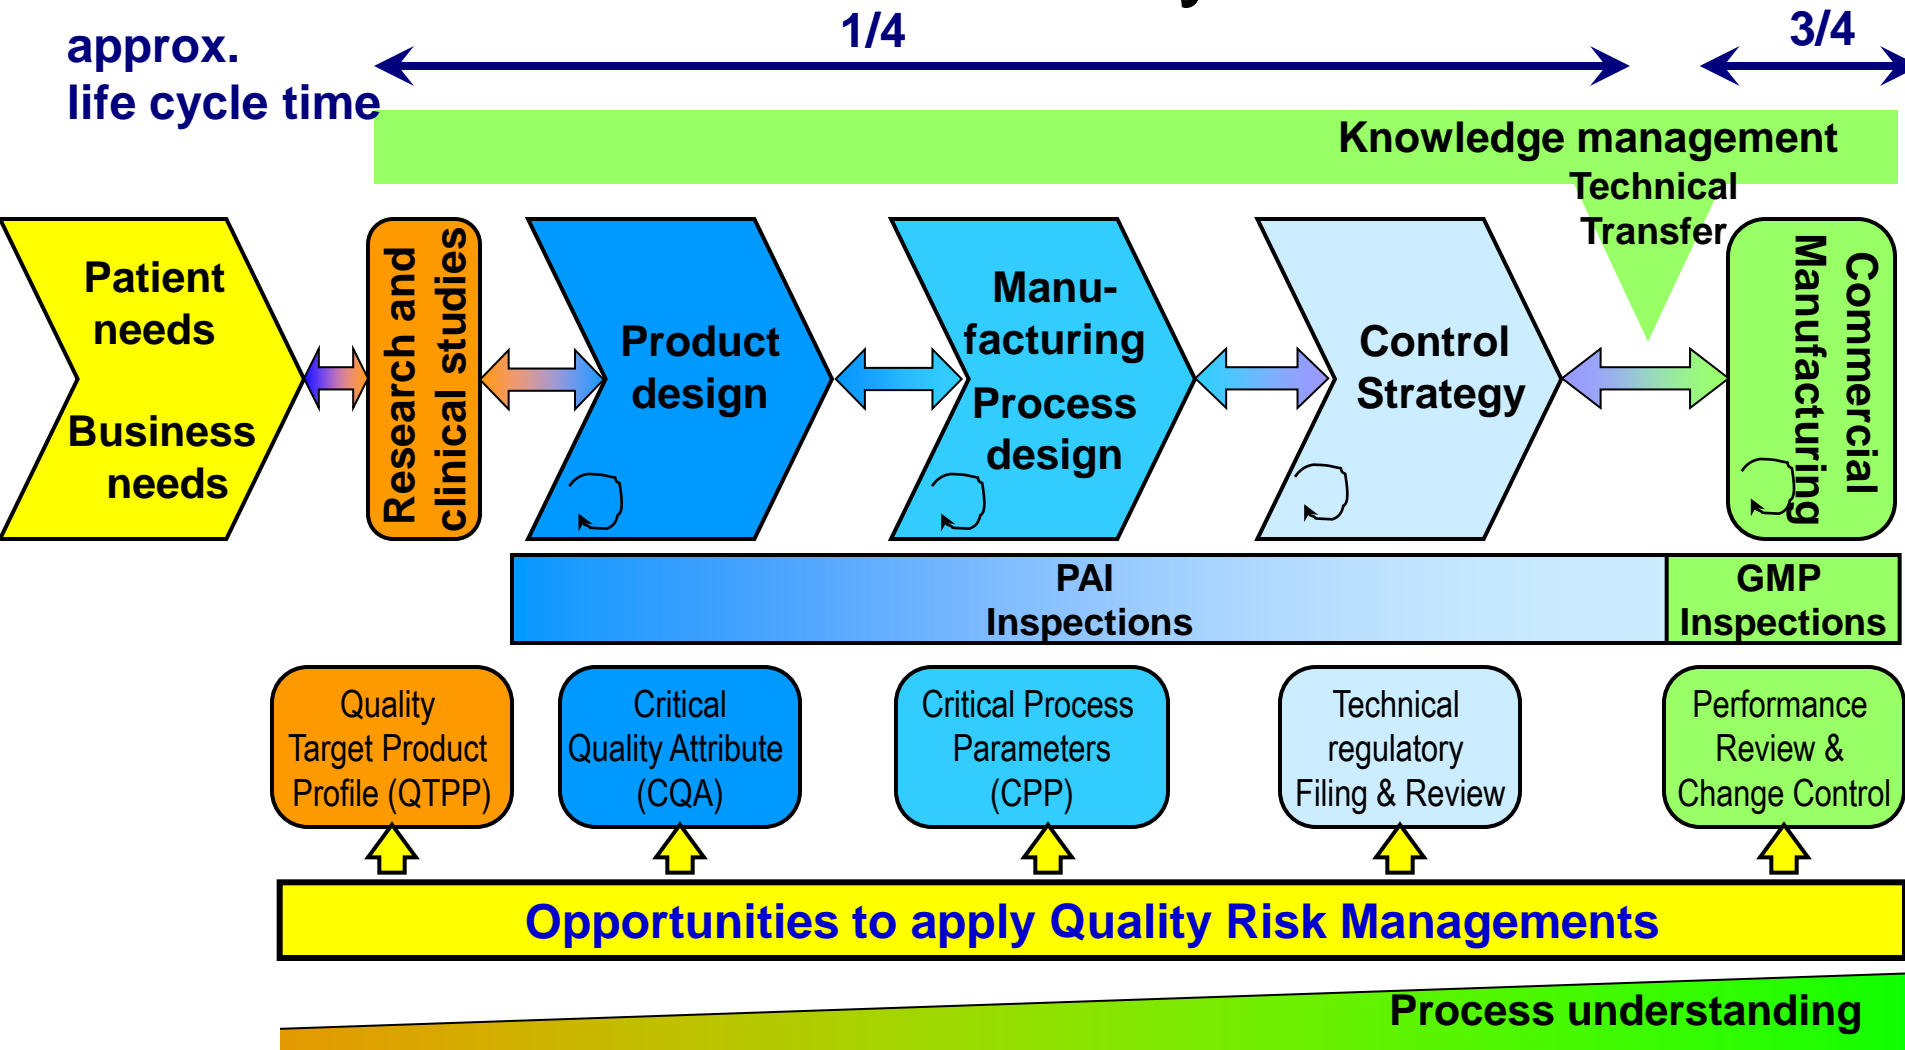 approx.
life cycle time
1/4
3/4
Knowledge management
Technical
Transfer
Patient
needs
Business
needs
Research and
clinical studies
Product
design
Manu-
facturing
Process
design
Control
Strategy
Commercial
Manufacturing
PAI
Inspections
GMP
Inspections
Quality
Target Product
Profile (QTPP)
Critical
Quality Attribute
(CQA)
Critical Process
Parameters
(CPP)
Technical
regulatory
Filing & Review
Performance
Review &
Change Control
Opportunities to apply Quality Risk Managements
Process understanding